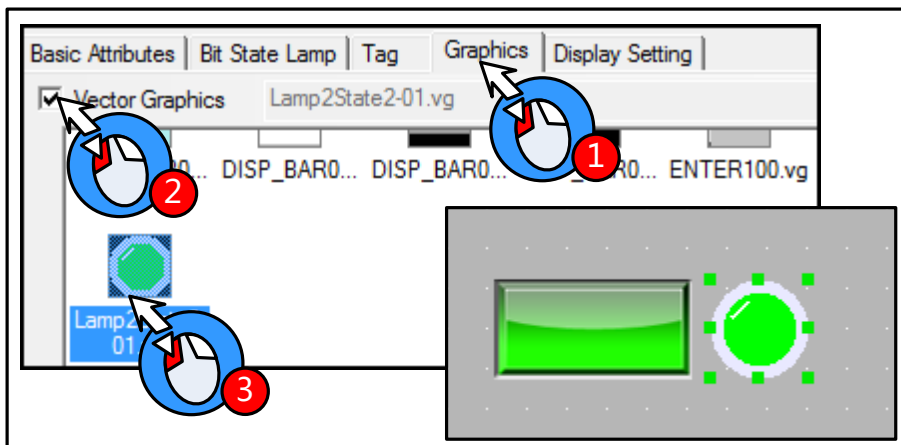 Basic Attributes Bit State Lamp Tag Graphics Display Setting
Vector Graphics Lamp2State2-01.vg
1
DISP_BAR0... DISP_BAR0... ENTER100.vg
2
3